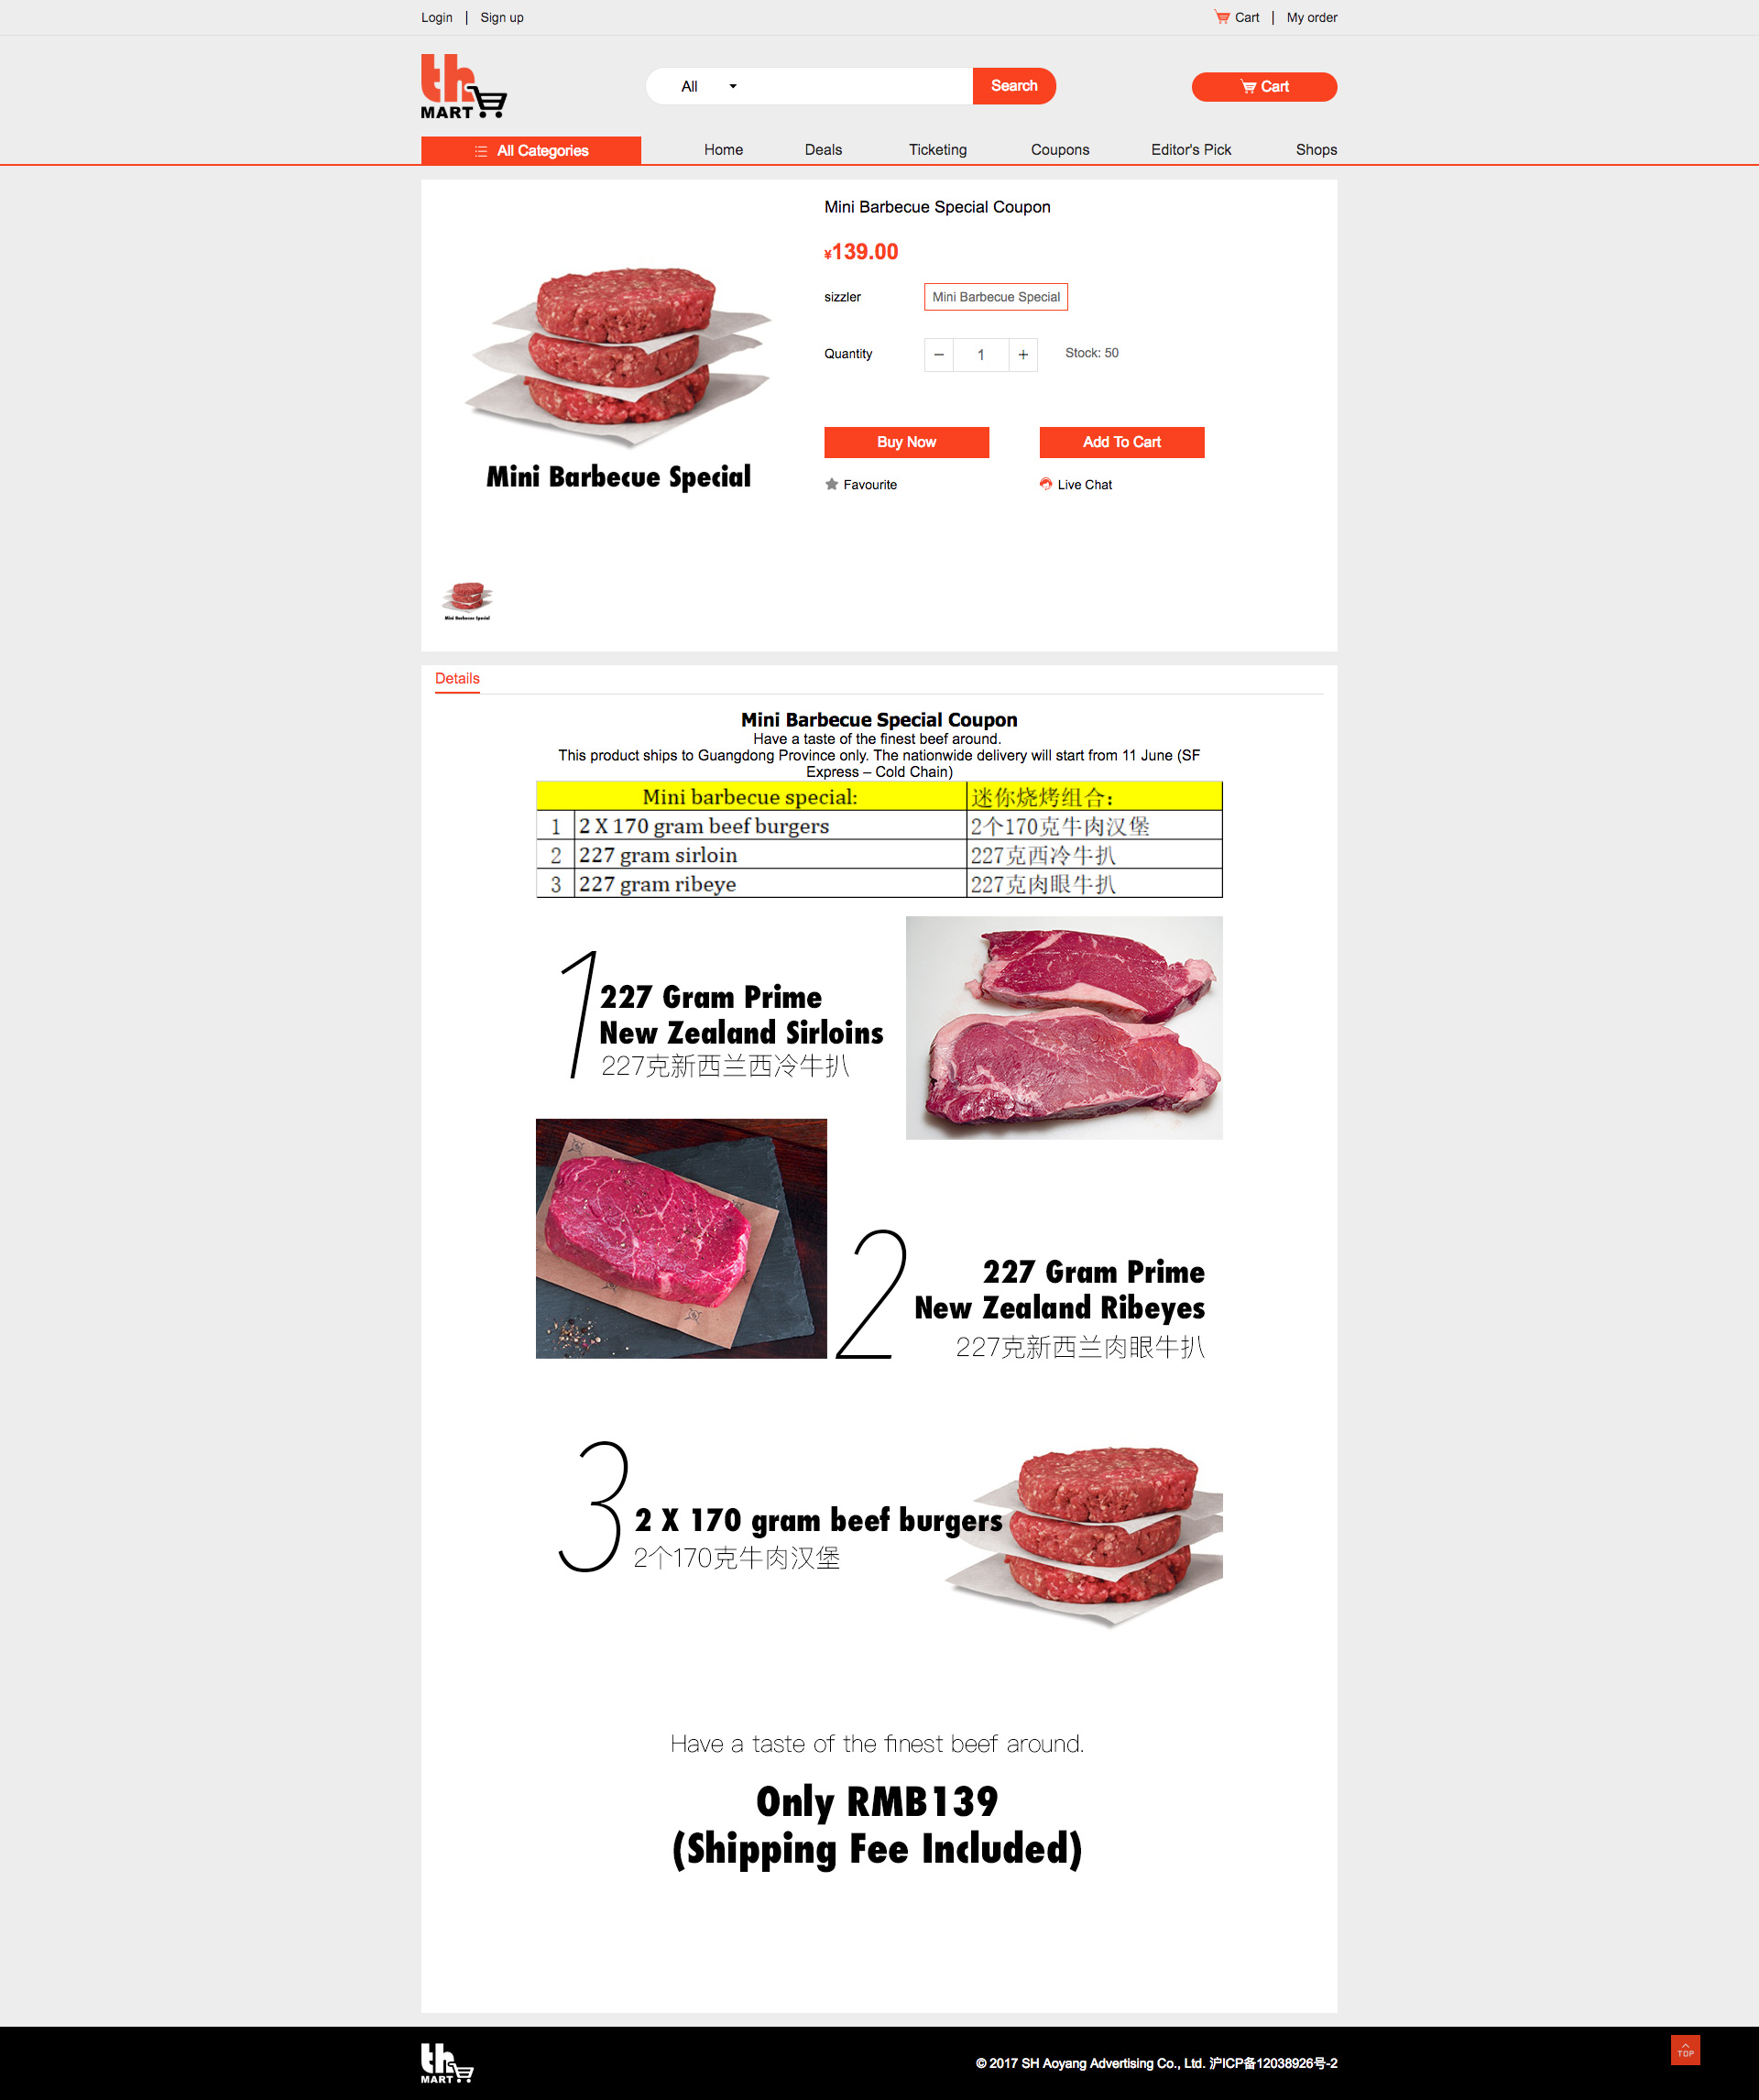 Login | Sign up
Cart | My order
th
MART
All
Search
Cart
All Categories
Home
Deals
Ticketing
Coupons
Editor's Pick
Shops
Mini Barbecue Special Coupon
¥139.00
sizzler
Mini Barbecue Special
Quantity
− 1 +
Stock: 50
Buy Now
Add To Cart
Favourite
Live Chat
Mini Barbecue Special
Mini Barbecue Special
Details
Mini Barbecue Special Coupon
Have a taste of the finest beef around.
This product ships to Guangdong Province only. The nationwide delivery will start from 11 June (SF
Express – Cold Chain)
Mini barbecue special: 迷你烧烤组合：
1 2 X 170 gram beef burgers 2个170克牛肉汉堡
2 227 gram sirloin 227克西冷牛扒
3 227 gram ribeye 227克肉眼牛扒
1
227 Gram Prime
New Zealand Sirloins
227克新西兰西冷牛扒
2
227 Gram Prime
New Zealand Ribeyes
227克新西兰肉眼牛扒
3
2 X 170 gram beef burgers
2个170克牛肉汉堡
Have a taste of the finest beef around.
Only RMB139
(Shipping Fee Included)
th
MART
© 2017 SH Aoyang Advertising Co., Ltd. 沪ICP备12038926号-2
TOP